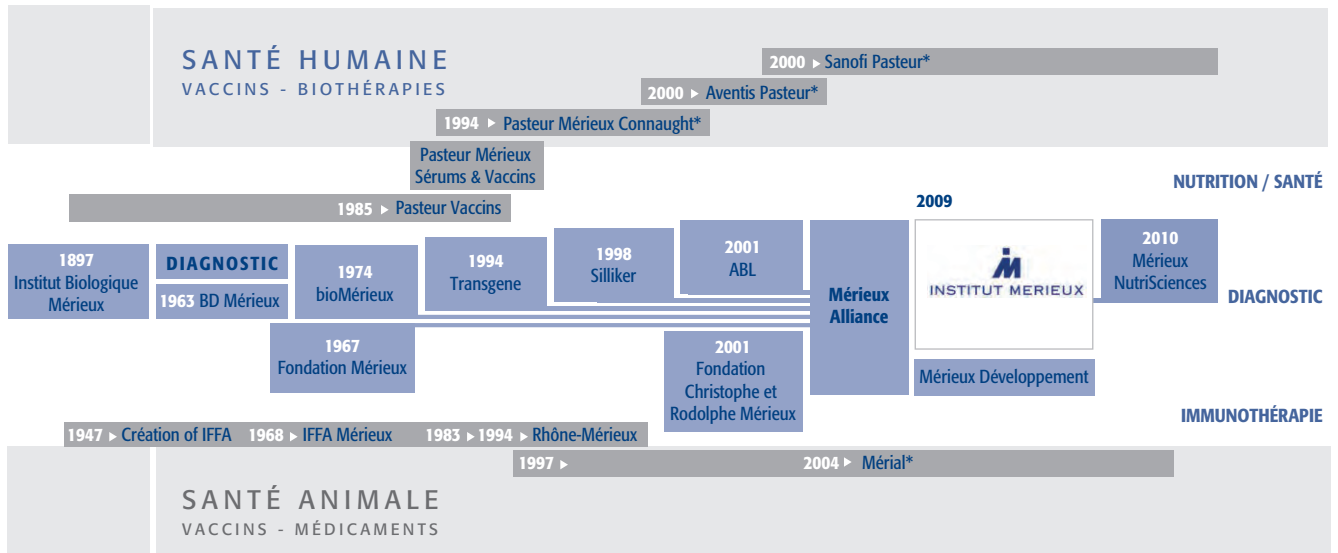 SANTÉ HUMAINE
VACCINS - BIOTHÉRAPIES
2000 ▸ Sanofi Pasteur*
2000 ▸ Aventis Pasteur*
1994 ▸ Pasteur Mérieux Connaught*
Pasteur Mérieux
Sérums & Vaccins
1985 ▸ Pasteur Vaccins
NUTRITION / SANTÉ
1897
Institut Biologique
Mérieux
DIAGNOSTIC
1963 BD Mérieux
1974
bioMérieux
1967
Fondation Mérieux
1994
Transgene
1998
Silliker
2001
ABL
2001
Fondation
Christophe et
Rodolphe Mérieux
Mérieux
Alliance
2009
INSTITUT MERIEUX
Mérieux Développement
2010
Mérieux
NutriSciences
DIAGNOSTIC
IMMUNOTHÉRAPIE
1947 ▸ Création of IFFA 1968 ▸ IFFA Mérieux 1983 ▸ 1994 ▸ Rhône-Mérieux
1997 ▸ 2004 ▸ Mérial*
SANTÉ ANIMALE
VACCINS - MÉDICAMENTS